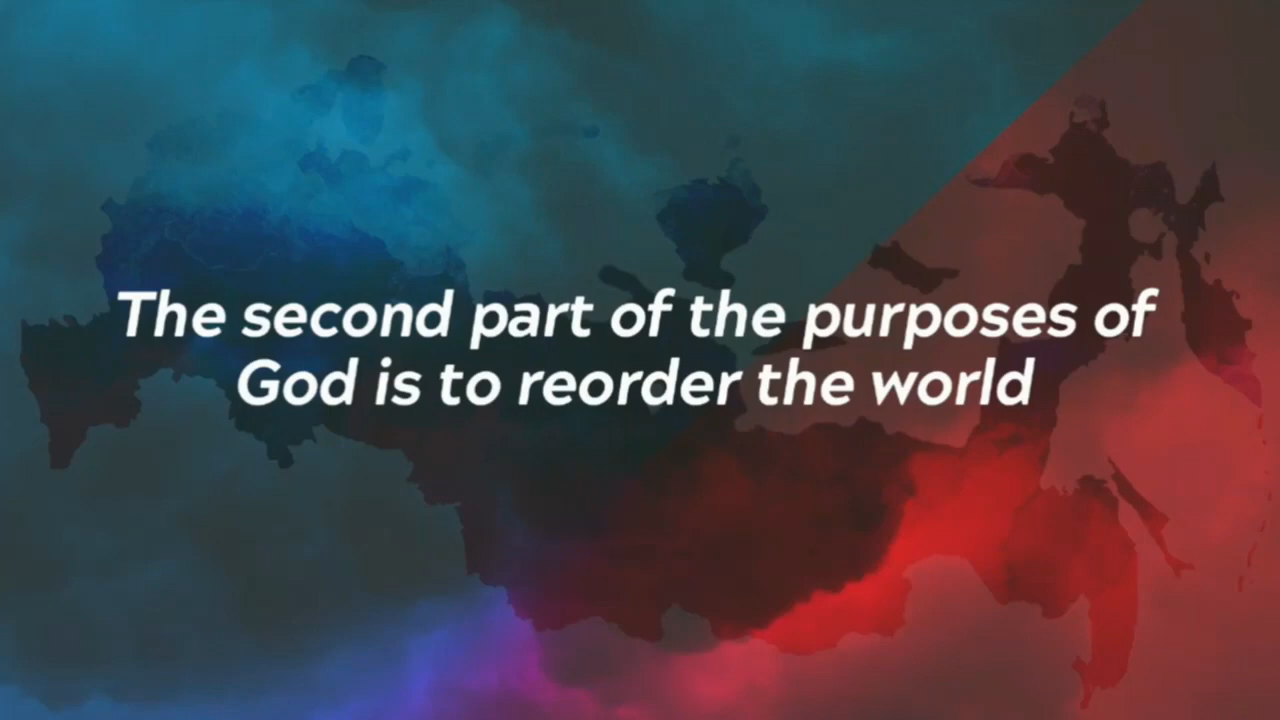 The second part of the purposes of
God is to reorder the world